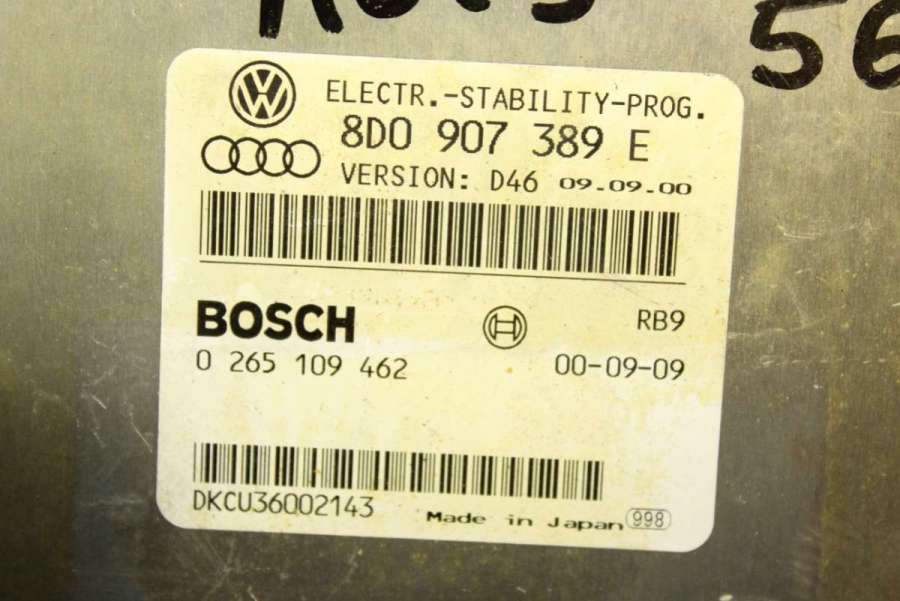 56
ELECTR.-STABILITY-PROG.
8D0 907 389 E
VERSION: D46 09.09.00
BOSCH
RB9
0 265 109 462
00-09-09
DKCU36002143
Made in Japan 998